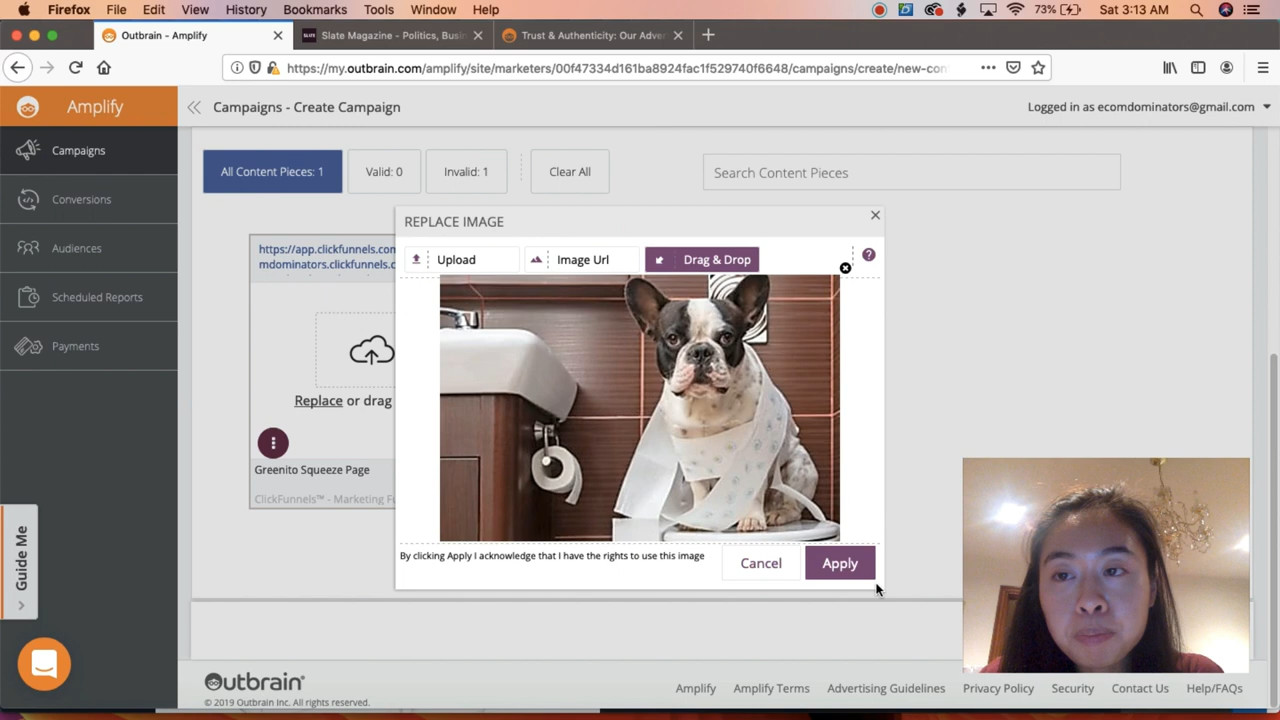 Firefox File Edit View History Bookmarks Tools Window Help 73% Sat 3:13 AM
Outbrain - Amplify
SLATE Slate Magazine - Politics, Busi
Trust & Authenticity: Our Adver
https://my.outbrain.com/amplify/site/marketers/00f47334d161ba8924fac1f529740f6648/campaigns/create/new-con
Amplify
Campaigns - Create Campaign
Logged in as ecomdominators@gmail.com
Campaigns
Conversions
Audiences
Scheduled Reports
Payments
All Content Pieces: 1
Valid: 0
Invalid: 1
Clear All
Search Content Pieces
https://app.clickfunnels.com
mdominators.clickfunnels.c
Replace or drag
Greenito Squeeze Page
ClickFunnels™ - Marketing Fu
REPLACE IMAGE
Upload
Image Url
Drag & Drop
?
By clicking Apply I acknowledge that I have the rights to use this image
Cancel
Apply
Guide Me
Outbrain®
© 2019 Outbrain Inc. All rights reserved.
Amplify
Amplify Terms
Advertising Guidelines
Privacy Policy
Security
Contact Us
Help/FAQs